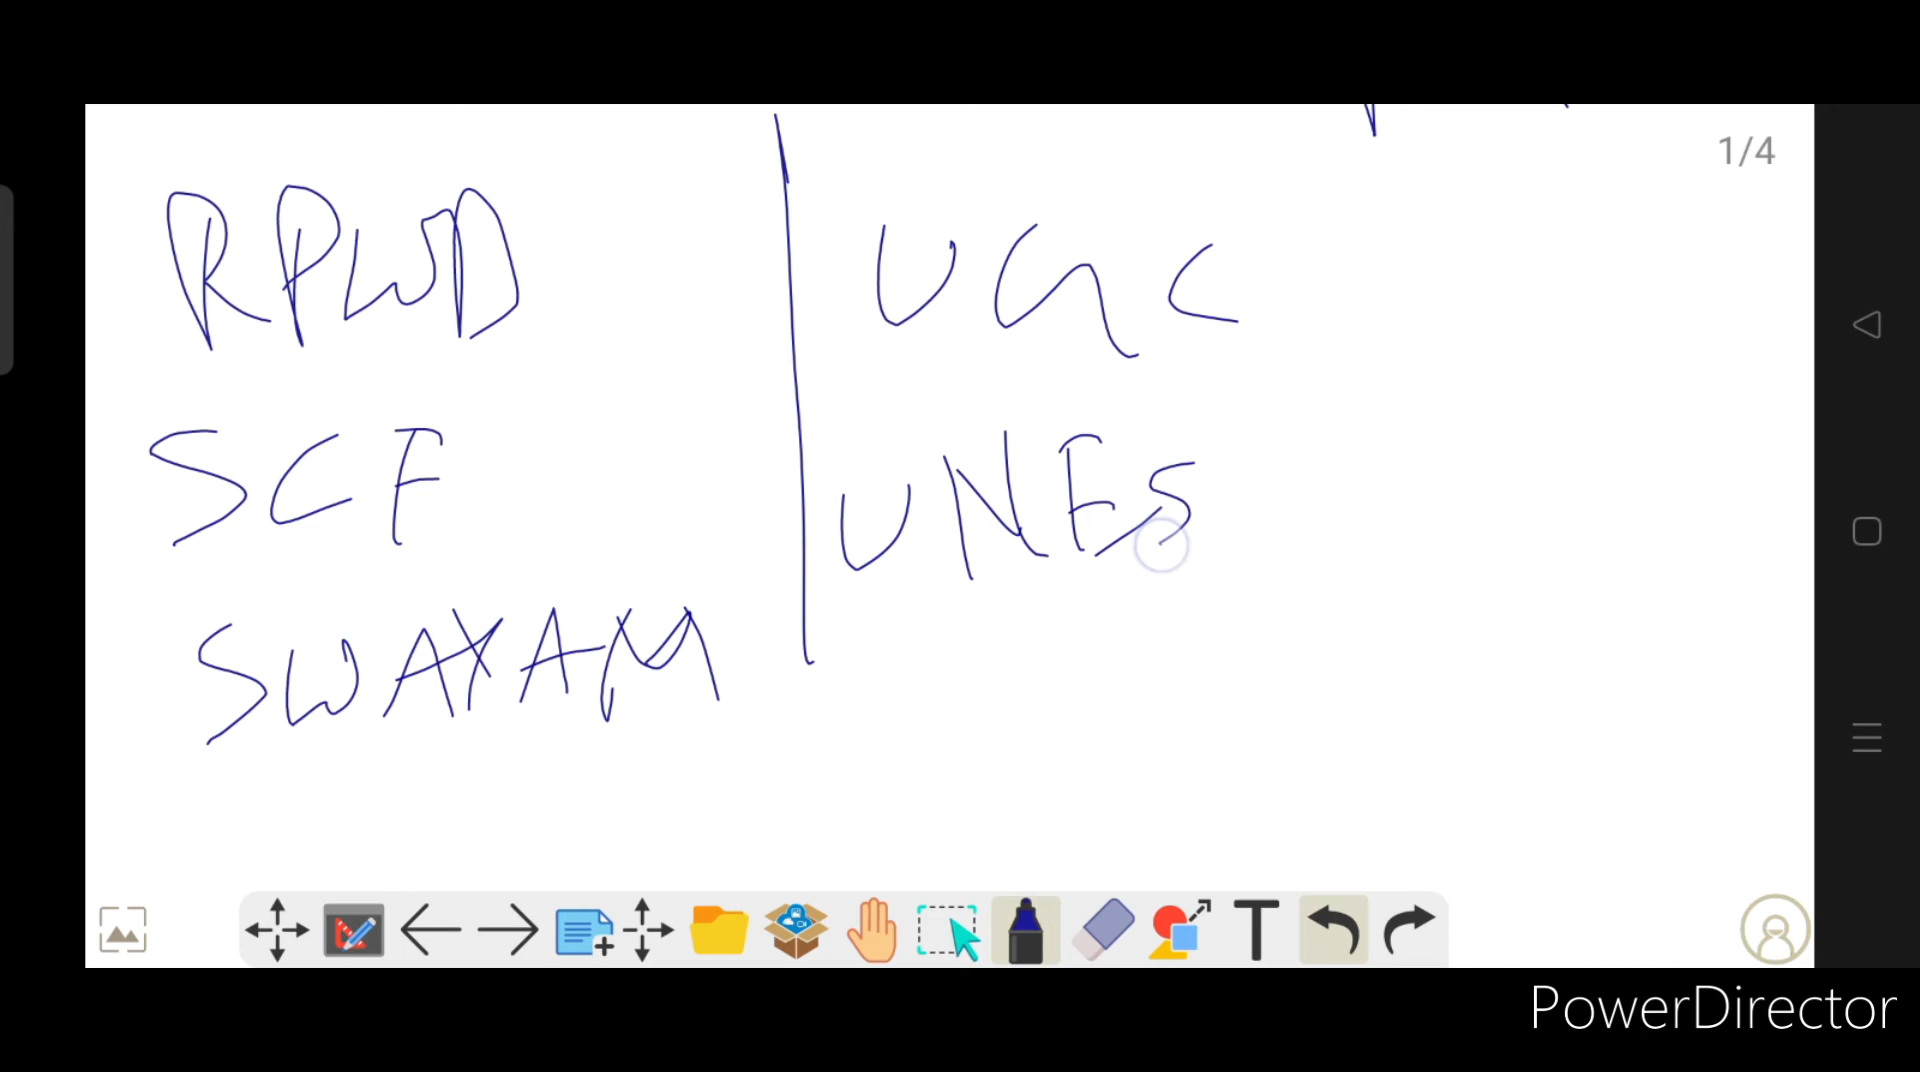 1/4
RPWD
SCF
SWAYAM
UGC
UNES
T
PowerDirector